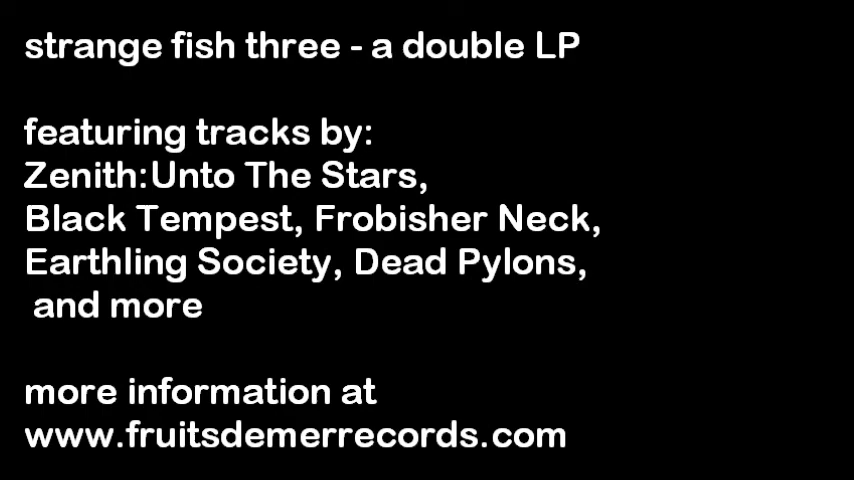 strange fish three - a double LP
featuring tracks by:
Zenith:Unto The Stars,
Black Tempest, Frobisher Neck,
Earthling Society, Dead Pylons,
and more
more information at
www.fruitsdemerrecords.com